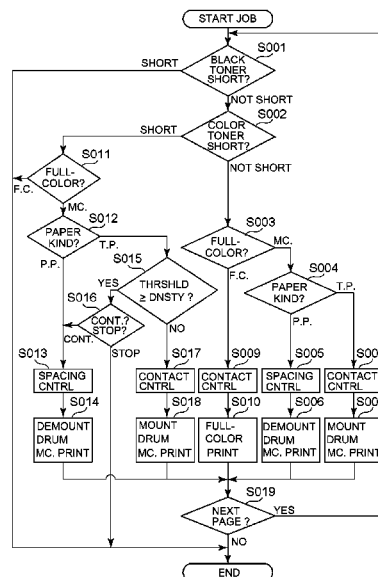 START JOB
S001
BLACK
TONER
SHORT?
SHORT
NOT SHORT
S002
COLOR
TONER
SHORT?
SHORT
NOT SHORT
S011
FULL-
COLOR?
F.C.
MC.
S012
PAPER
KIND?
T.P.
P.P.
S003
FULL-
COLOR?
MC.
F.C.
S004
PAPER
KIND?
T.P.
P.P.
S015
THRSHLD
≥ DNSTY ?
YES
NO
S016
CONT.?
STOP?
CONT.
STOP
S013
SPACING
CNTRL
S017
CONTACT
CNTRL
S009
CONTACT
CNTRL
S005
SPACING
CNTRL
S00
CONTACT
CNTRL
S014
DEMOUNT
DRUM
MC. PRINT
S018
MOUNT
DRUM
MC. PRINT
S010
FULL-
COLOR
PRINT
S006
DEMOUNT
DRUM
MC. PRINT
S00
MOUNT
DRUM
MC. PRINT
S019
NEXT
PAGE ?
YES
NO
END